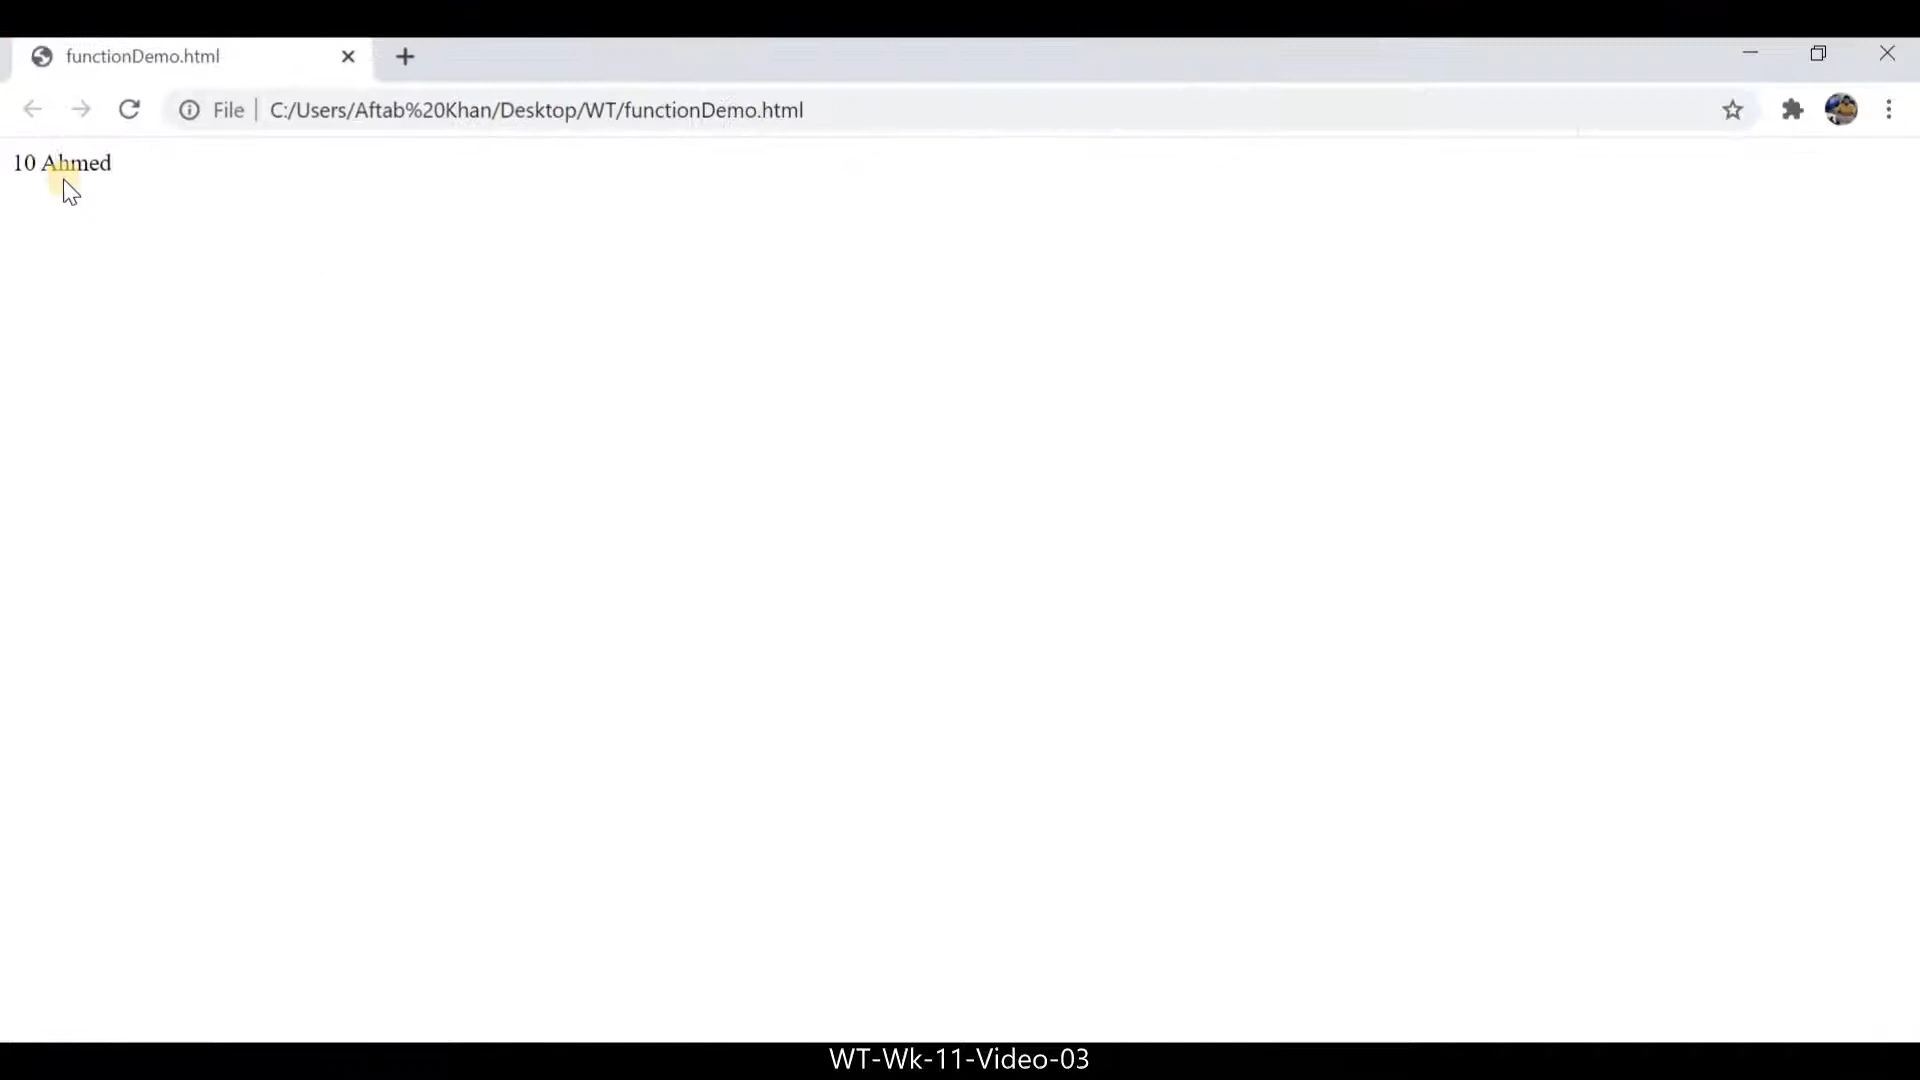 functionDemo.html
File | C:/Users/Aftab%20Khan/Desktop/WT/functionDemo.html
10 Ahmed
WT-Wk-11-Video-03